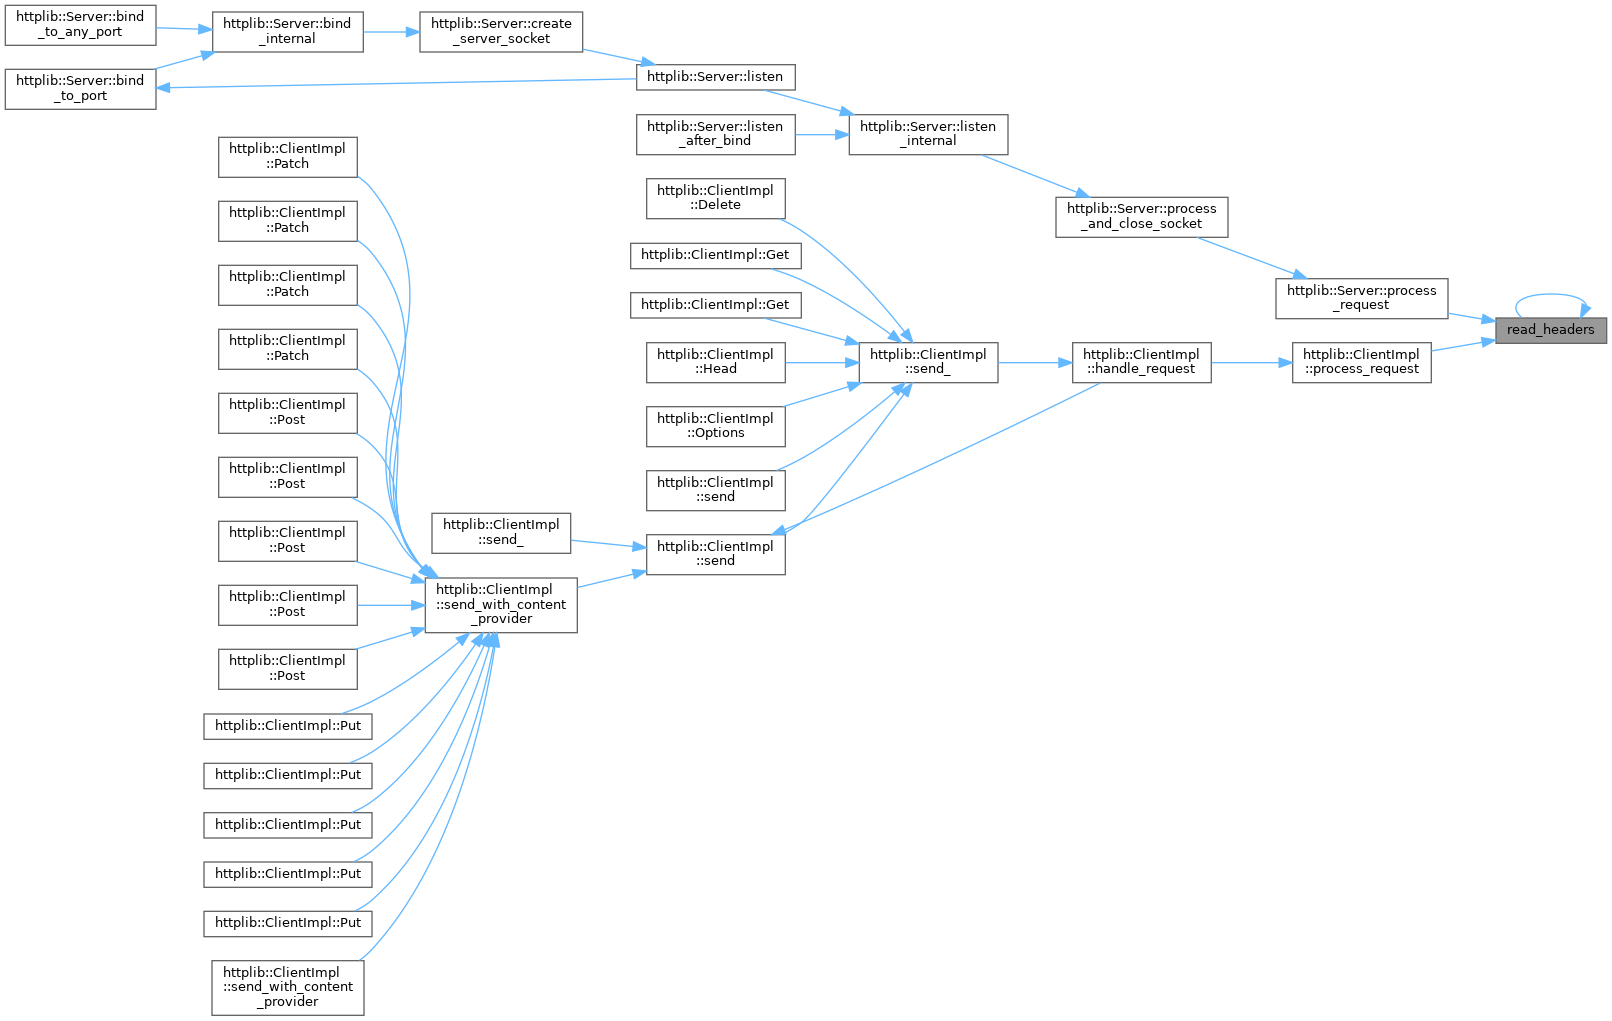 httplib::Server::bind
_to_any_port
httplib::Server::bind
_internal
httplib::Server::create
_server_socket
httplib::Server::bind
_to_port
httplib::Server::listen
httplib::Server::listen
_after_bind
httplib::Server::listen
_internal
httplib::Server::process
_and_close_socket
httplib::Server::process
_request
read_headers
httplib::ClientImpl
::Delete
httplib::ClientImpl::Get
httplib::ClientImpl::Get
httplib::ClientImpl
::Head
httplib::ClientImpl
::Options
httplib::ClientImpl
::send
httplib::ClientImpl
::send
httplib::ClientImpl
::send_
httplib::ClientImpl
::handle_request
httplib::ClientImpl
::process_request
httplib::ClientImpl
::send_
httplib::ClientImpl
::send_with_content
_provider
httplib::ClientImpl
::Patch
httplib::ClientImpl
::Patch
httplib::ClientImpl
::Patch
httplib::ClientImpl
::Patch
httplib::ClientImpl
::Post
httplib::ClientImpl
::Post
httplib::ClientImpl
::Post
httplib::ClientImpl
::Post
httplib::ClientImpl
::Post
httplib::ClientImpl::Put
httplib::ClientImpl::Put
httplib::ClientImpl::Put
httplib::ClientImpl::Put
httplib::ClientImpl::Put
httplib::ClientImpl
::send_with_content
_provider